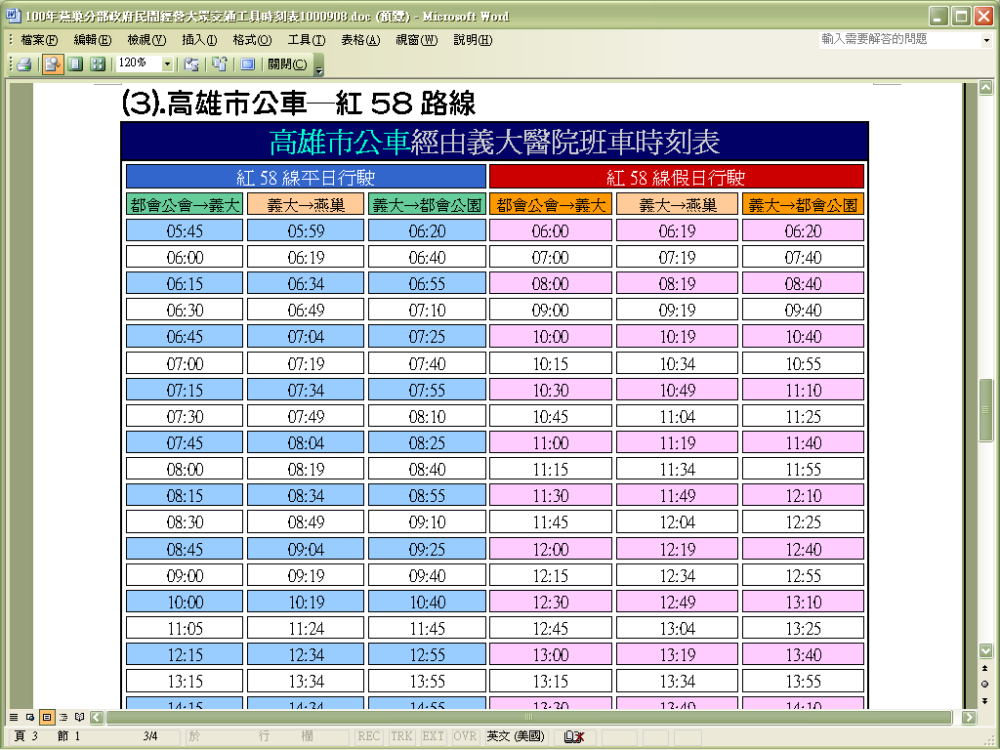 100年燕巢分部政府民間經營大眾交通工具時刻表1000908.doc (預覽) - Microsoft Word
檔案(F) 編輯(E) 檢視(V) 插入(I) 格式(O) 工具(T) 表格(A) 視窗(W) 說明(H) 輸入需要解答的問題
120% 關閉(C)
(3).高雄市公車─紅 58 路線
高雄市公車經由義大醫院班車時刻表
紅 58 線平日行駛 紅 58 線假日行駛
都會公會→義大 義大→燕巢 義大→都會公園 都會公會→義大 義大→燕巢 義大→都會公園
05:45 05:59 06:20 06:00 06:19 06:20
06:00 06:19 06:40 07:00 07:19 07:40
06:15 06:34 06:55 08:00 08:19 08:40
06:30 06:49 07:10 09:00 09:19 09:40
06:45 07:04 07:25 10:00 10:19 10:40
07:00 07:19 07:40 10:15 10:34 10:55
07:15 07:34 07:55 10:30 10:49 11:10
07:30 07:49 08:10 10:45 11:04 11:25
07:45 08:04 08:25 11:00 11:19 11:40
08:00 08:19 08:40 11:15 11:34 11:55
08:15 08:34 08:55 11:30 11:49 12:10
08:30 08:49 09:10 11:45 12:04 12:25
08:45 09:04 09:25 12:00 12:19 12:40
09:00 09:19 09:40 12:15 12:34 12:55
10:00 10:19 10:40 12:30 12:49 13:10
11:05 11:24 11:45 12:45 13:04 13:25
12:15 12:34 12:55 13:00 13:19 13:40
13:15 13:34 13:55 13:15 13:34 13:55
14:15 14:34 14:55 13:30 13:49 14:10
頁 3 節 1 3/4 於 行 欄 REC TRK EXT OVR 英文 (美國)